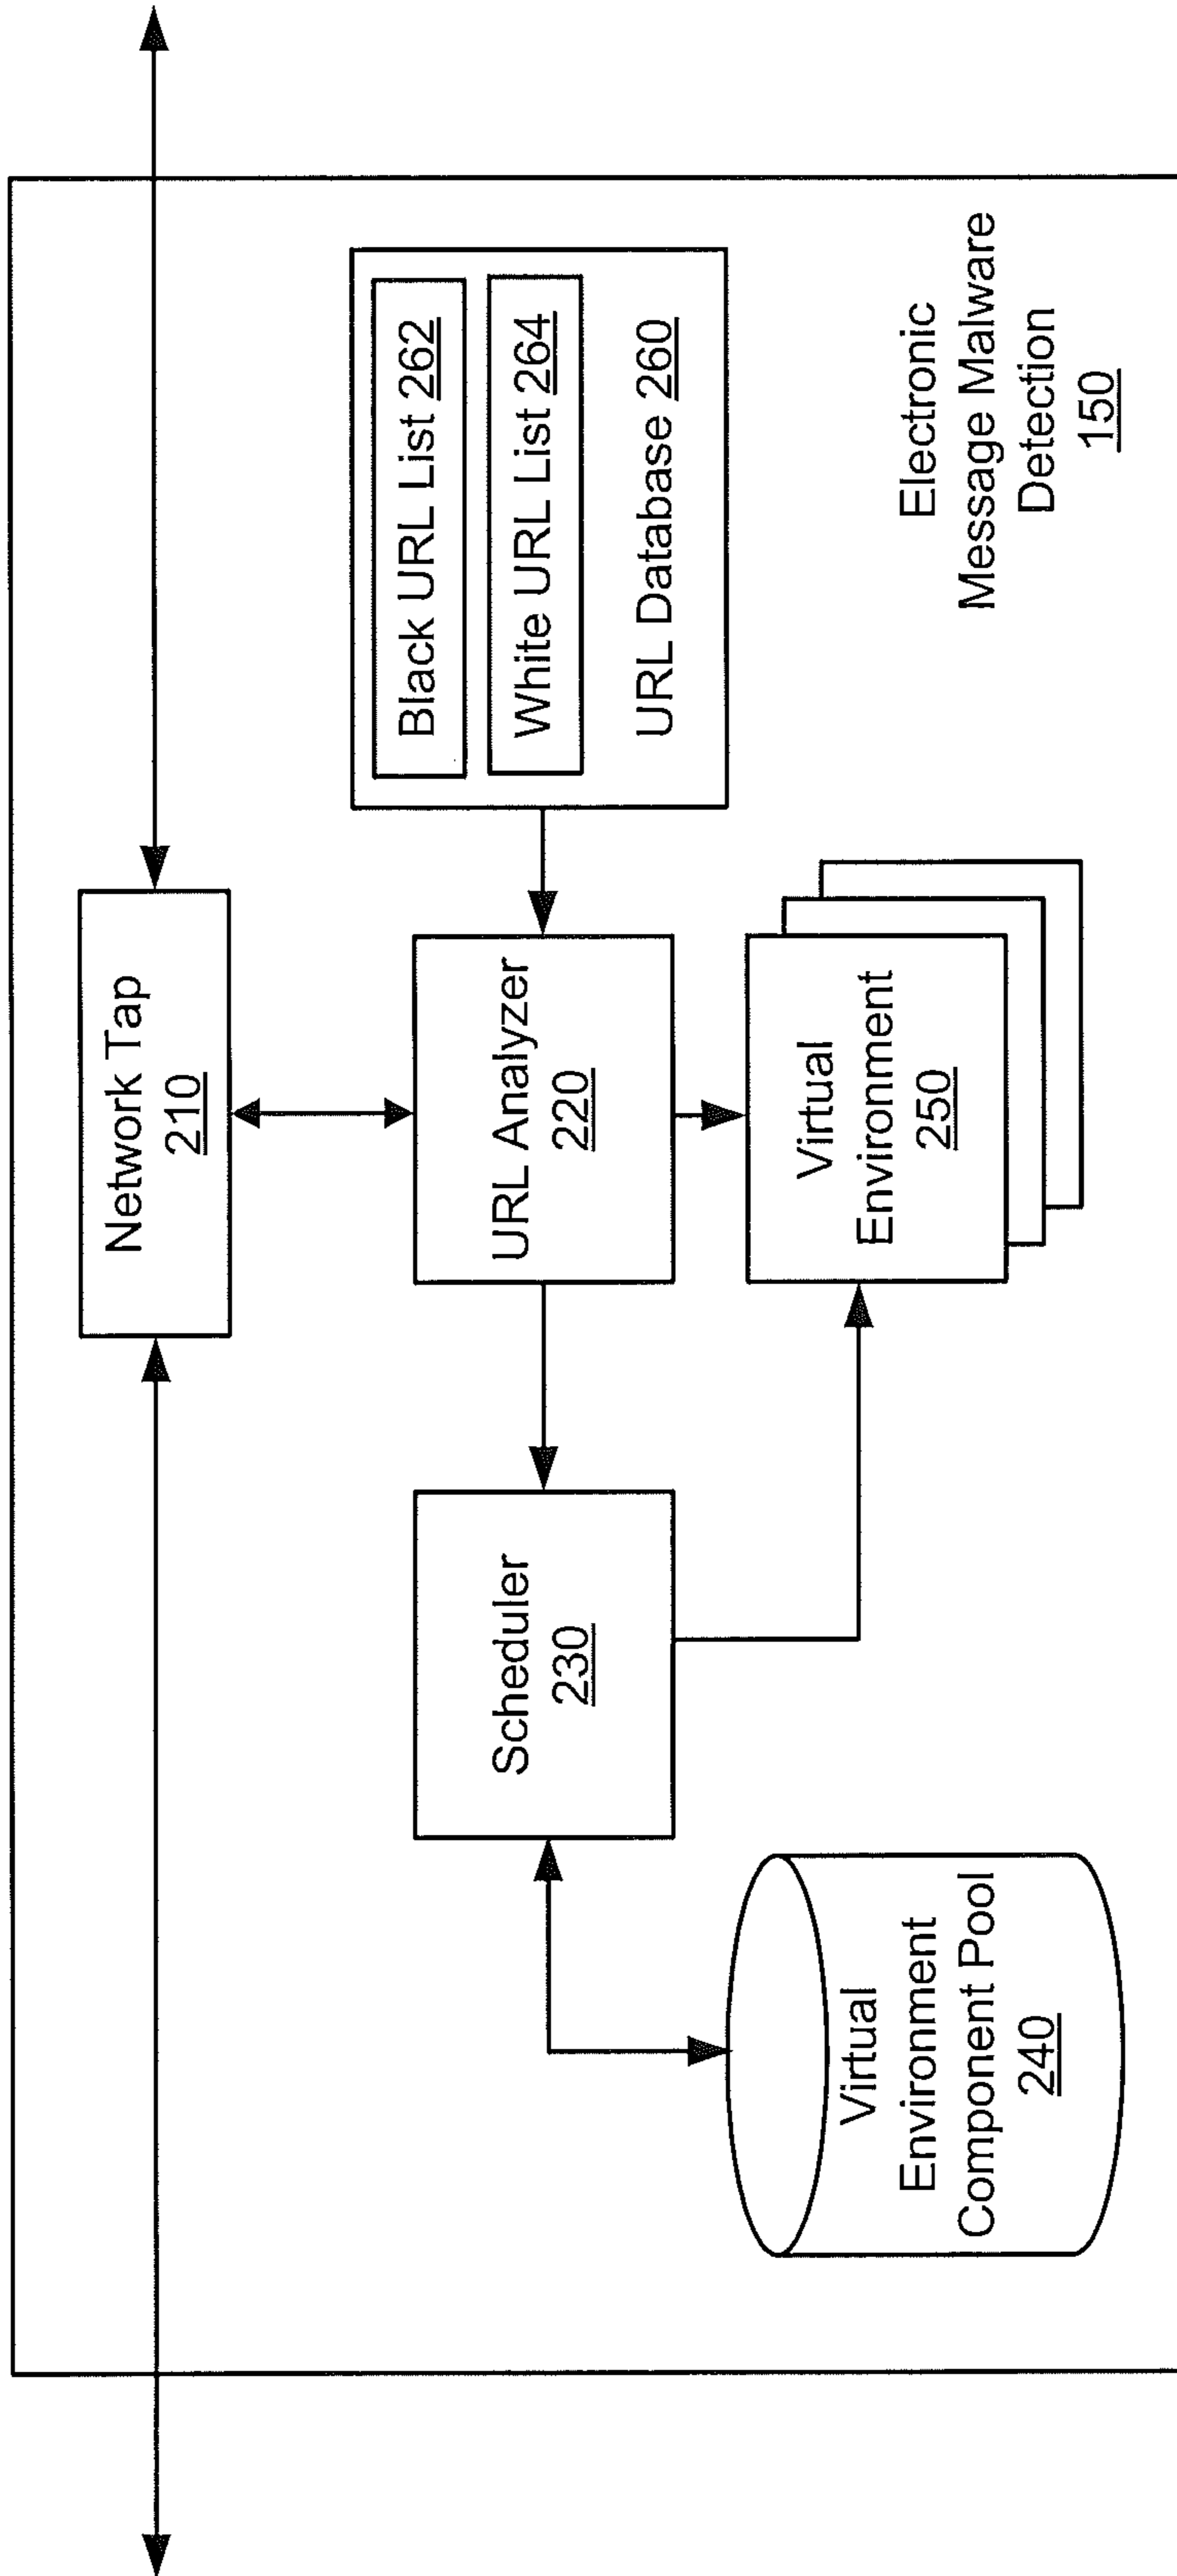 Network Tap
210
Black URL List 262
White URL List 264
URL Database 260
URL Analyzer
220
Scheduler
230
Virtual
Environment
250
Virtual
Environment
Component Pool
240
Electronic
Message Malware
Detection
150